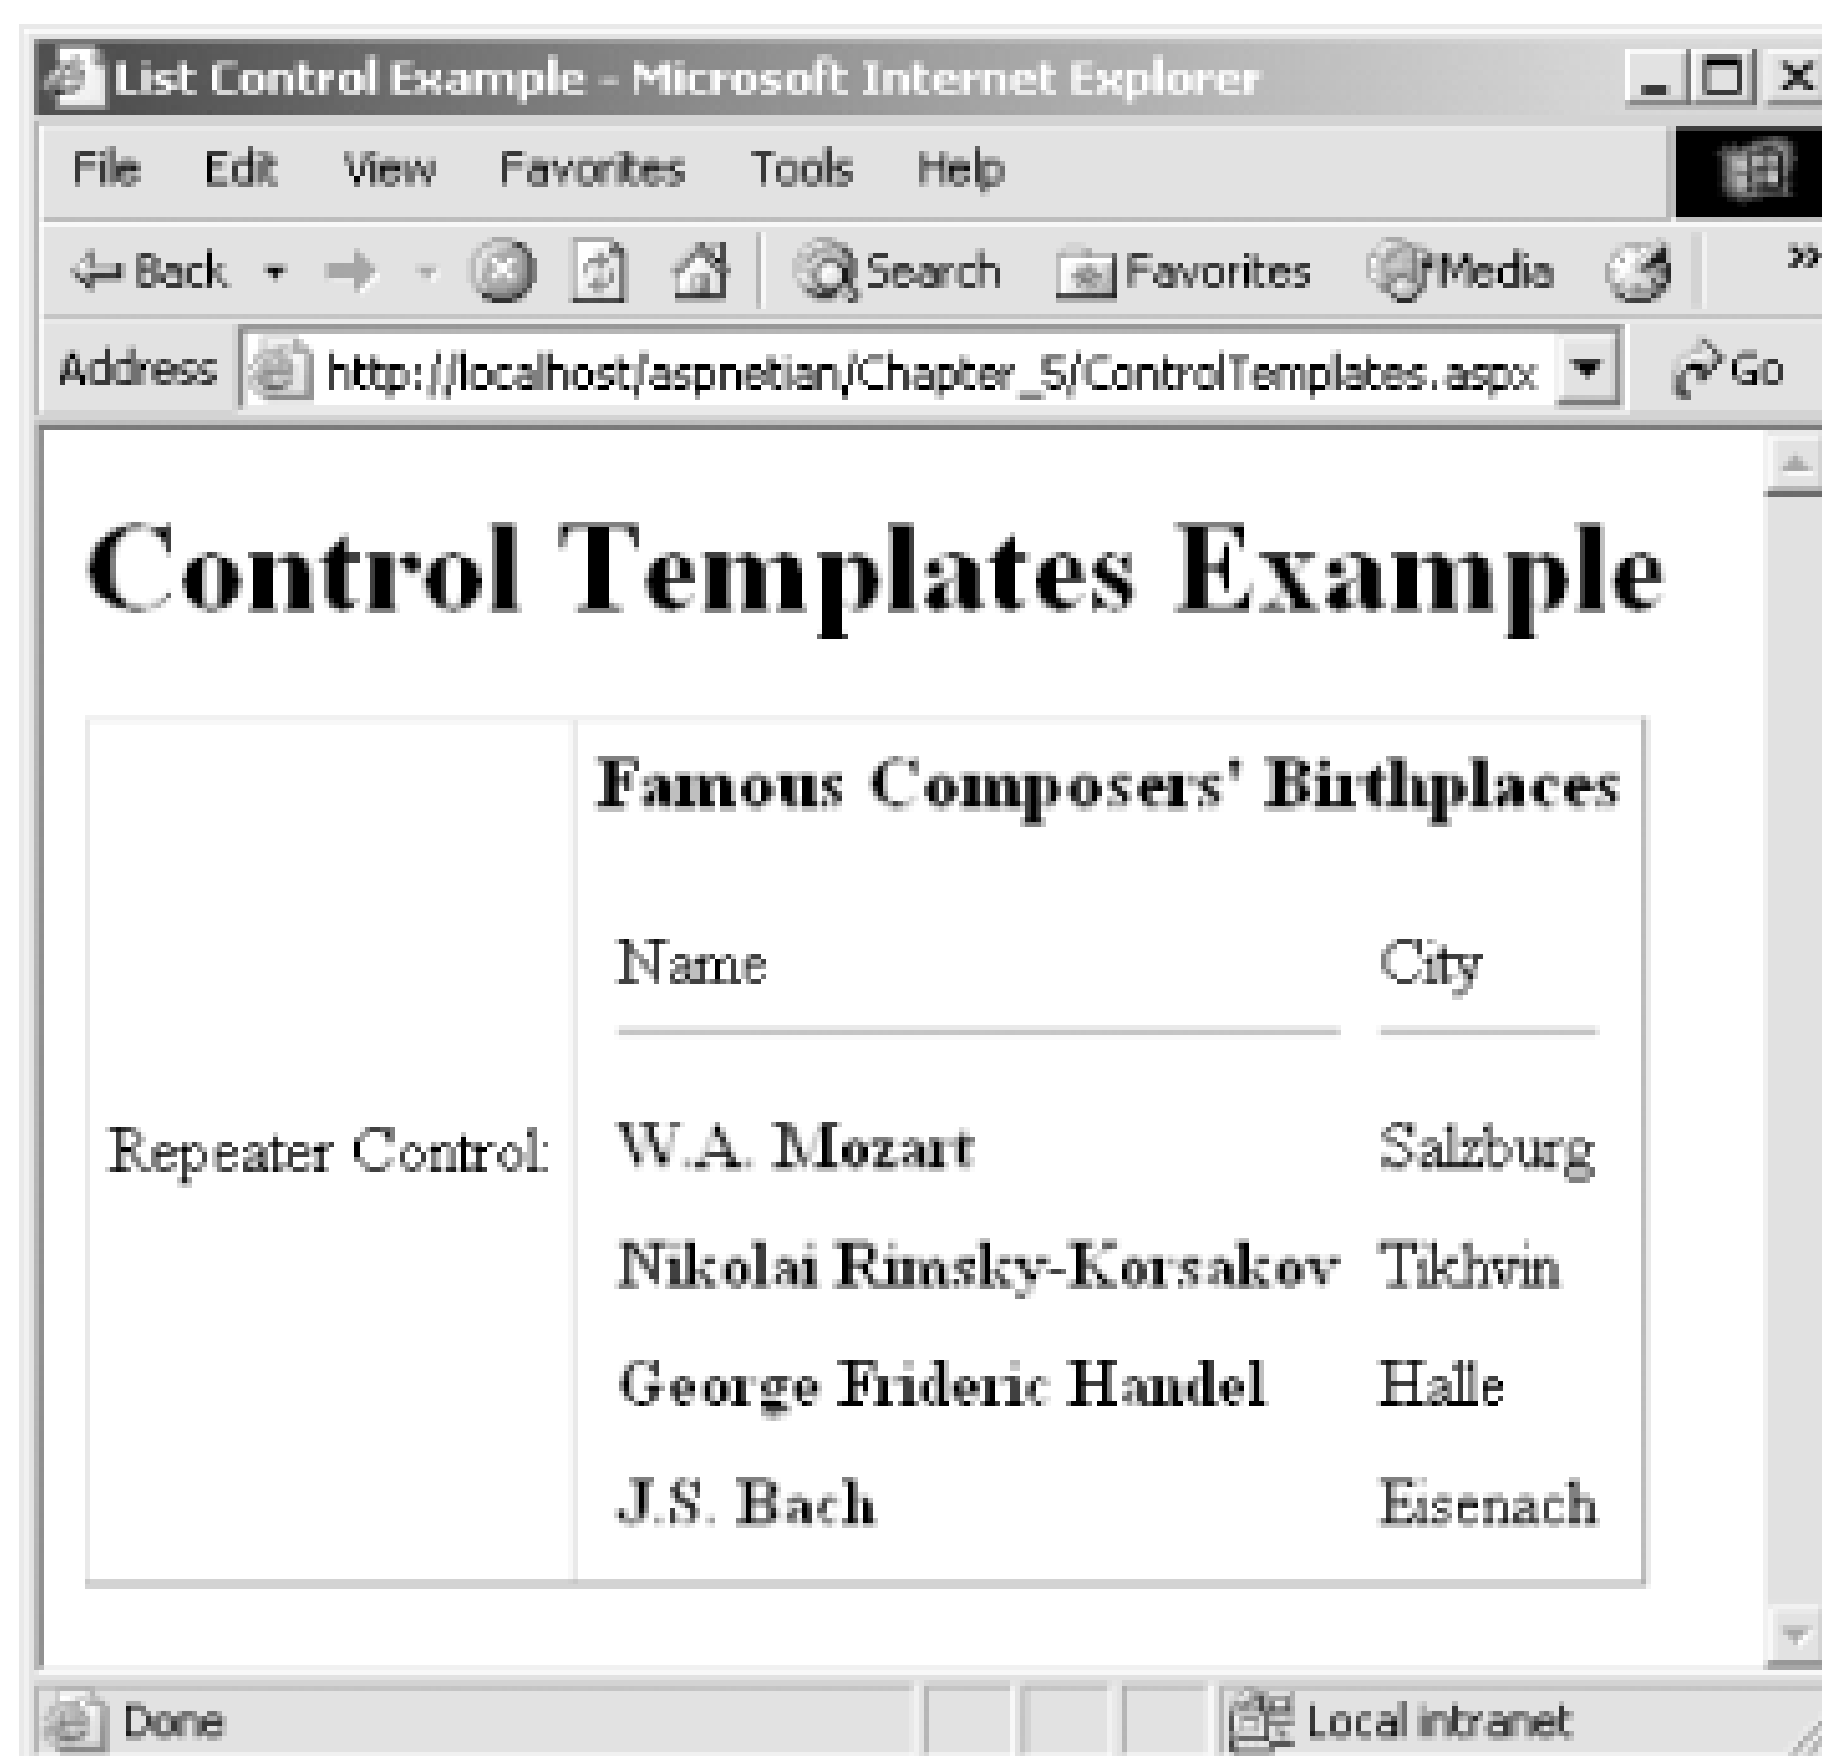 List Control Example - Microsoft Internet Explorer
File Edit View Favorites Tools Help
Back Search Favorites Media »
Address http://localhost/aspnetian/Chapter_5/ControlTemplates.aspx Go
Control Templates Example
Famous Composers' Birthplaces
Name City
Repeater Control: W.A. Mozart Salzburg
Nikolai Rimsky-Korsakov Tikhvin
George Frideric Handel Halle
J.S. Bach Eisenach
Done Local intranet